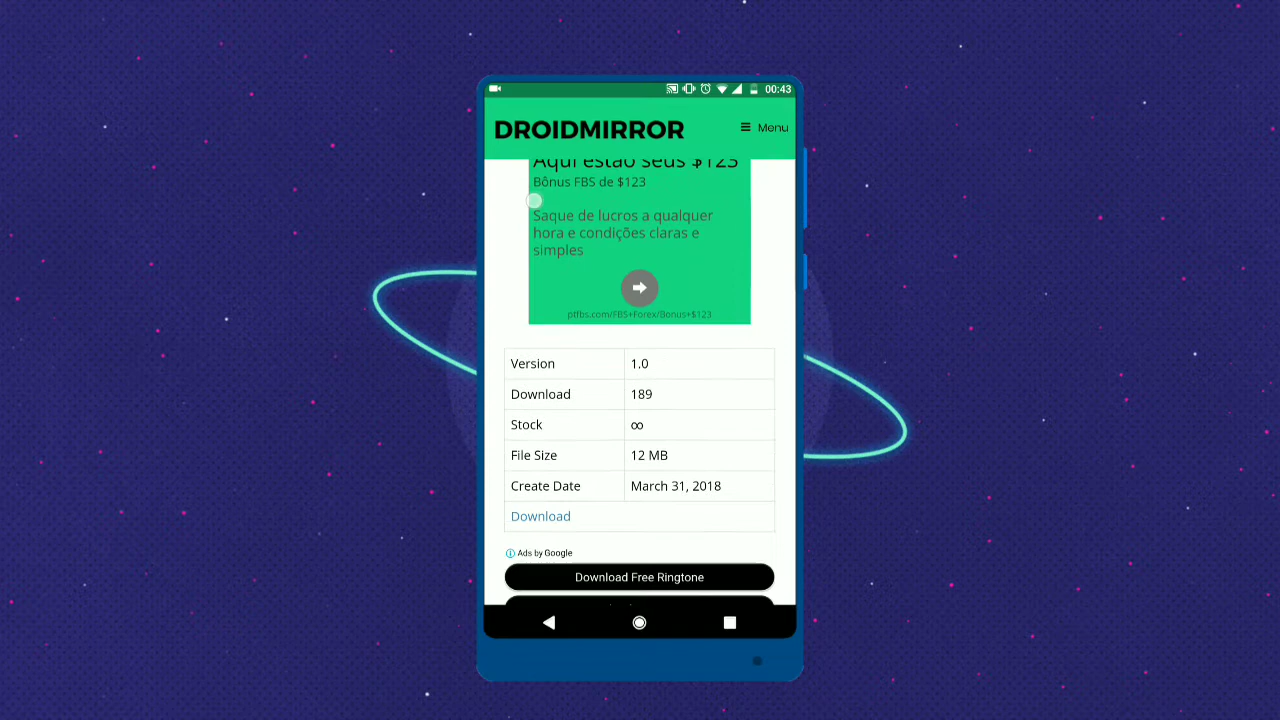 00:43
DROIDMIRROR
Menu
Aqui estão seus $123
Bônus FBS de $123
Saque de lucros a qualquer
hora e condições claras e
simples
ptfbs.com/FBS+Forex/Bonus+$123
Version 1.0
Download 189
Stock ∞
File Size 12 MB
Create Date March 31, 2018
Download
Ads by Google
Download Free Ringtone